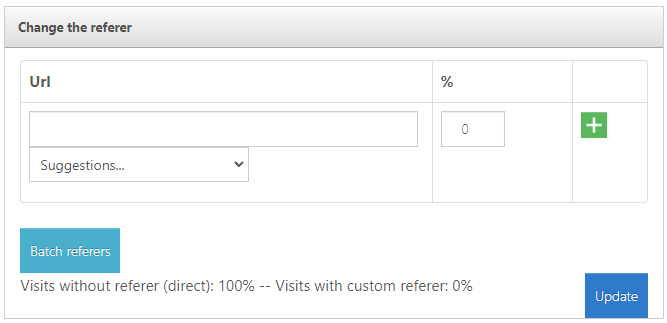 Change the referer
Url %
0
Suggestions...
Batch referers
Visits without referer (direct): 100% -- Visits with custom referer: 0%
Update